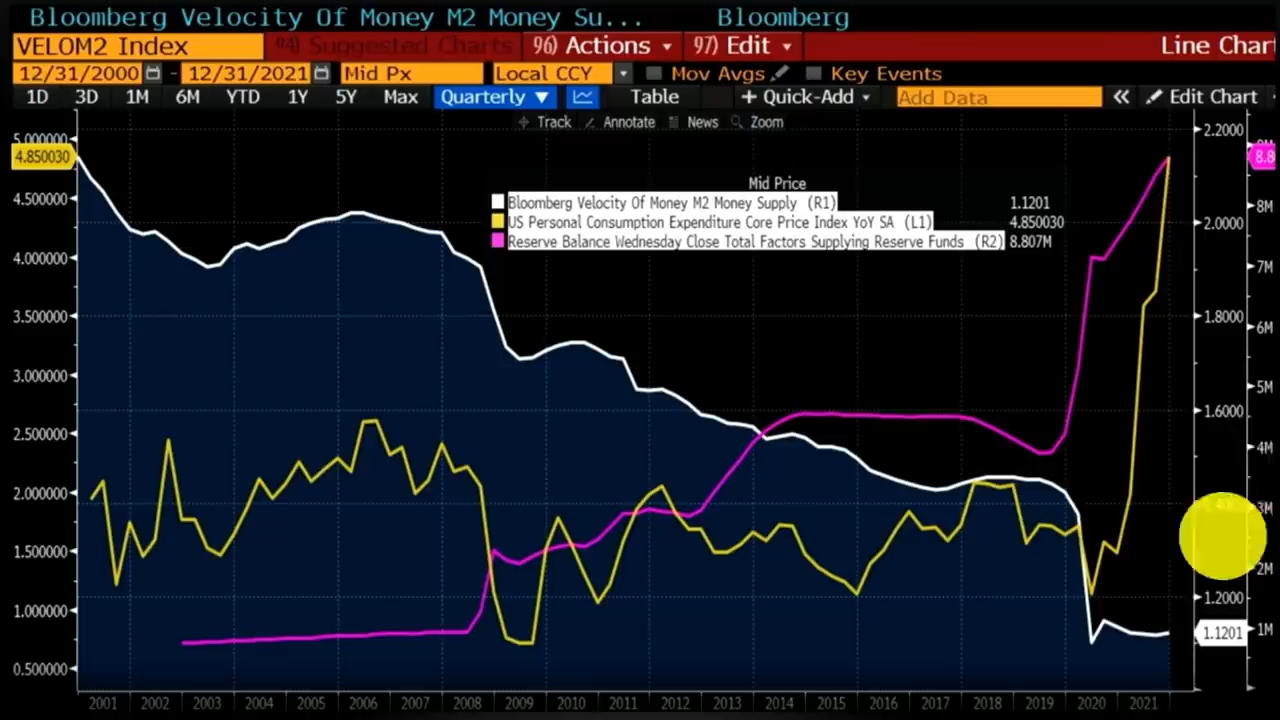 Bloomberg Velocity Of Money M2 Money Su... Bloomberg
VELOM2 Index 94) Suggested Charts 96) Actions 97) Edit Line Char
12/31/2000 - 12/31/2021 Mid Px Local CCY Mov Avgs Key Events
1D 3D 1M 6M YTD 1Y 5Y Max Quarterly ▼ Table + Quick-Add Add Data « Edit Chart
Track Annotate News Zoom
Mid Price
Bloomberg Velocity Of Money M2 Money Supply (R1) 1.1201
US Personal Consumption Expenditure Core Price Index YoY SA (L1) 4.850030
Reserve Balance Wednesday Close Total Factors Supplying Reserve Funds (R2) 8.807M
5.000000
4.850030
4.500000
4.000000
3.500000
3.000000
2.500000
2.000000
1.500000
1.000000
0.500000
2.2000
2.0000
1.8000
1.6000
1.2000
1.1201
8.8
8M
7M
6M
5M
4M
3M
2M
1M
2001 2002 2003 2004 2005 2006 2007 2008 2009 2010 2011 2012 2013 2014 2015 2016 2017 2018 2019 2020 2021